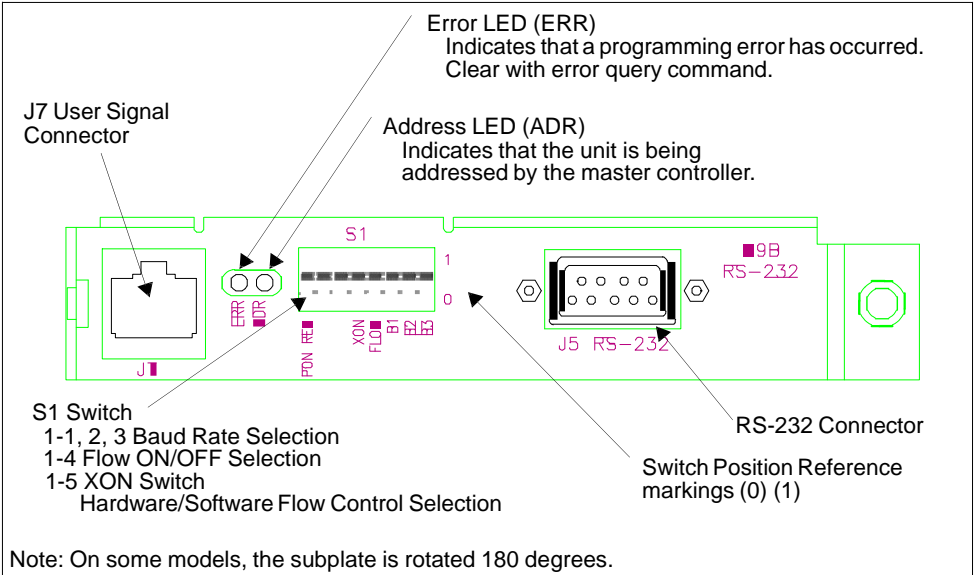 Error LED (ERR)
Indicates that a programming error has occurred.
Clear with error query command.
J7 User Signal
Connector
Address LED (ADR)
Indicates that the unit is being
addressed by the master controller.
S1
1
0
9B
RS-232
ERR
PON
XON
B1
B2
B3
J5 RS-232
S1 Switch
1-1, 2, 3 Baud Rate Selection
1-4 Flow ON/OFF Selection
1-5 XON Switch
Hardware/Software Flow Control Selection
RS-232 Connector
Switch Position Reference
markings (0) (1)
Note: On some models, the subplate is rotated 180 degrees.